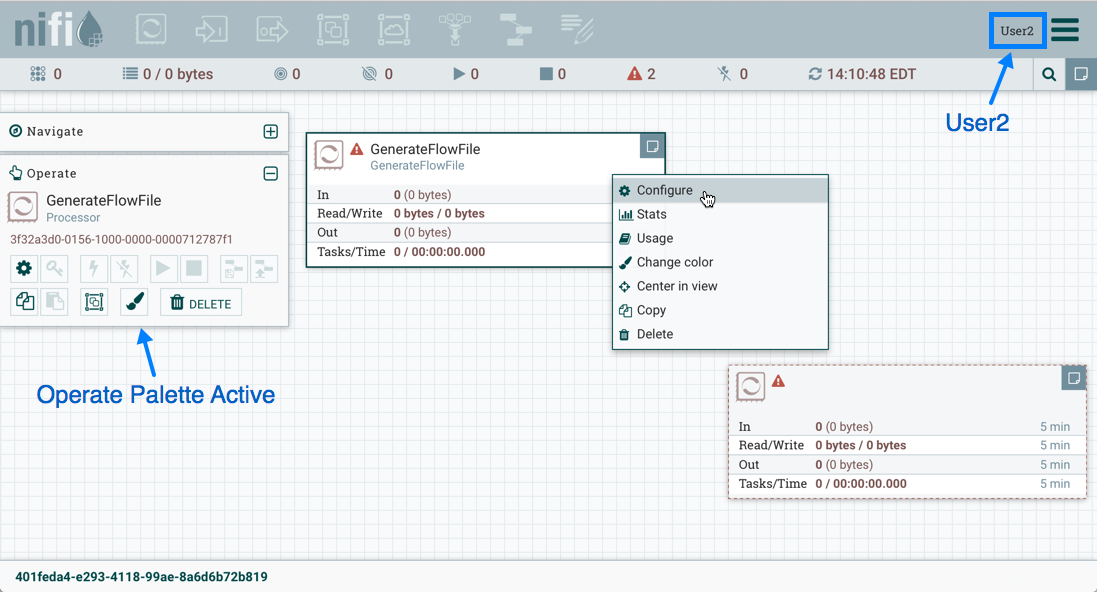 nifi
User2
0
0 / 0 bytes
0
0
0
0
2
0
14:10:48 EDT
User2
Navigate
Operate
GenerateFlowFile
Processor
3f32a3d0-0156-1000-0000-0000712787f1
DELETE
Operate Palette Active
GenerateFlowFile
GenerateFlowFile
In 0 (0 bytes)
Read/Write 0 bytes / 0 bytes
Out 0 (0 bytes)
Tasks/Time 0 / 00:00:00.000
Configure
Stats
Usage
Change color
Center in view
Copy
Delete
In 0 (0 bytes) 5 min
Read/Write 0 bytes / 0 bytes 5 min
Out 0 (0 bytes) 5 min
Tasks/Time 0 / 00:00:00.000 5 min
401feda4-e293-4118-99ae-8a6d6b72b819